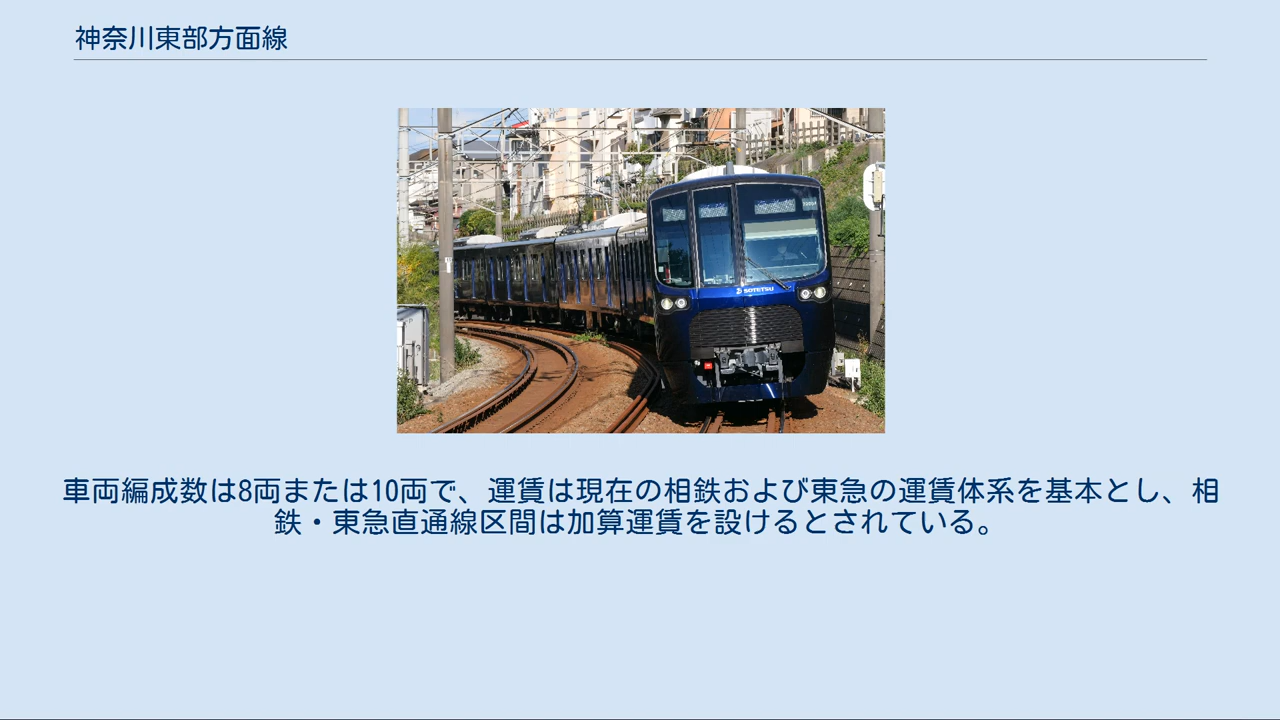 神奈川東部方面線
SOTETSU
車両編成数は8両または10両で、運賃は現在の相鉄および東急の運賃体系を基本とし、相
鉄・東急直通線区間は加算運賃を設けるとされている。